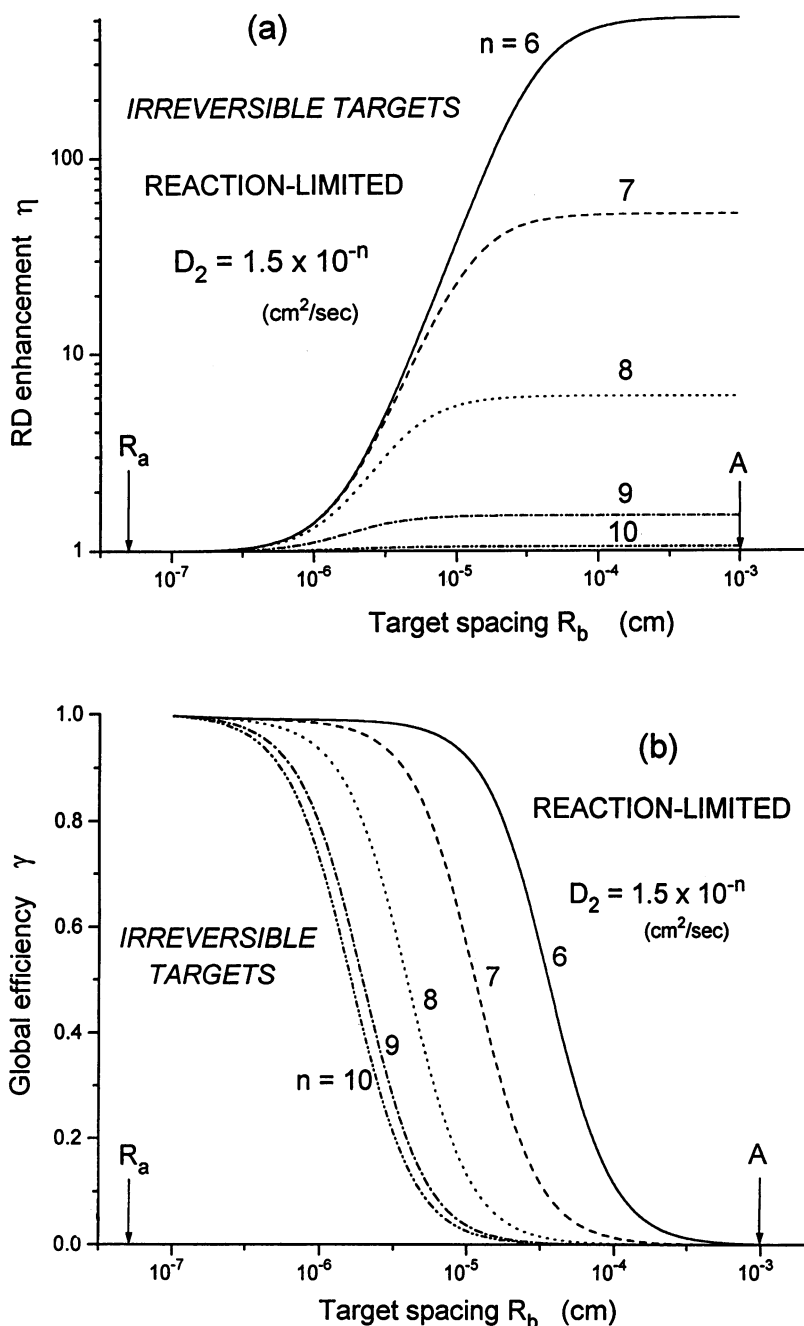 (a)
n = 6
IRREVERSIBLE TARGETS
100
REACTION-LIMITED
7
D₂ = 1.5 x 10⁻ⁿ
(cm²/sec)
RD enhancement η
10
8
Rₐ
A
9
10
1
10⁻⁷
10⁻⁶
10⁻⁵
10⁻⁴
10⁻³
Target spacing R_b (cm)
1.0
(b)
REACTION-LIMITED
0.8
D₂ = 1.5 x 10⁻ⁿ
(cm²/sec)
Global efficiency γ
0.6
IRREVERSIBLE
TARGETS
6
7
8
0.4
9
n = 10
0.2
Rₐ
A
0.0
10⁻⁷
10⁻⁶
10⁻⁵
10⁻⁴
10⁻³
Target spacing R_b (cm)